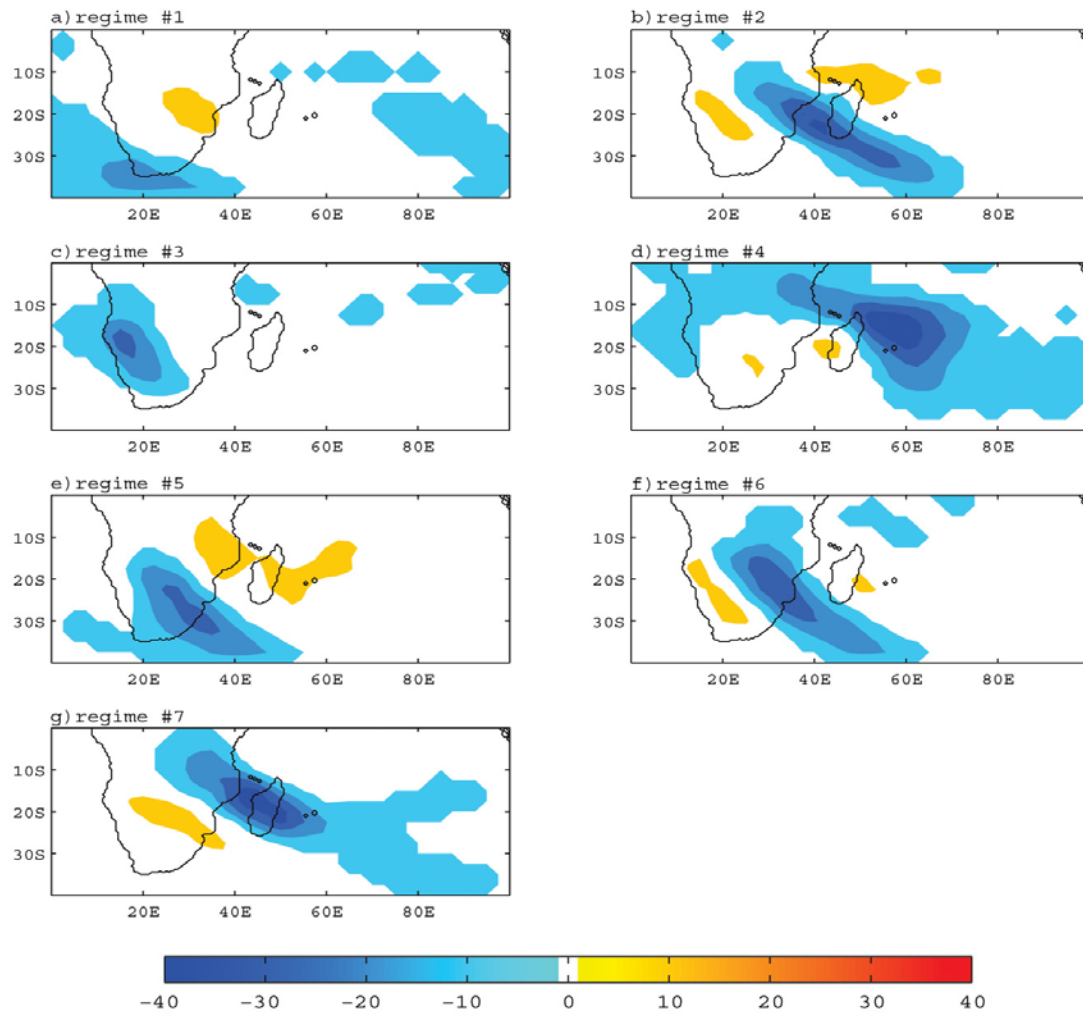 a)regime #1
10S
20S
30S
20E 40E 60E 80E
b)regime #2
10S
20S
30S
20E 40E 60E 80E
c)regime #3
10S
20S
30S
20E 40E 60E 80E
d)regime #4
10S
20S
30S
20E 40E 60E 80E
e)regime #5
10S
20S
30S
20E 40E 60E 80E
f)regime #6
10S
20S
30S
20E 40E 60E 80E
g)regime #7
10S
20S
30S
20E 40E 60E 80E
−40 −30 −20 −10 0 10 20 30 40